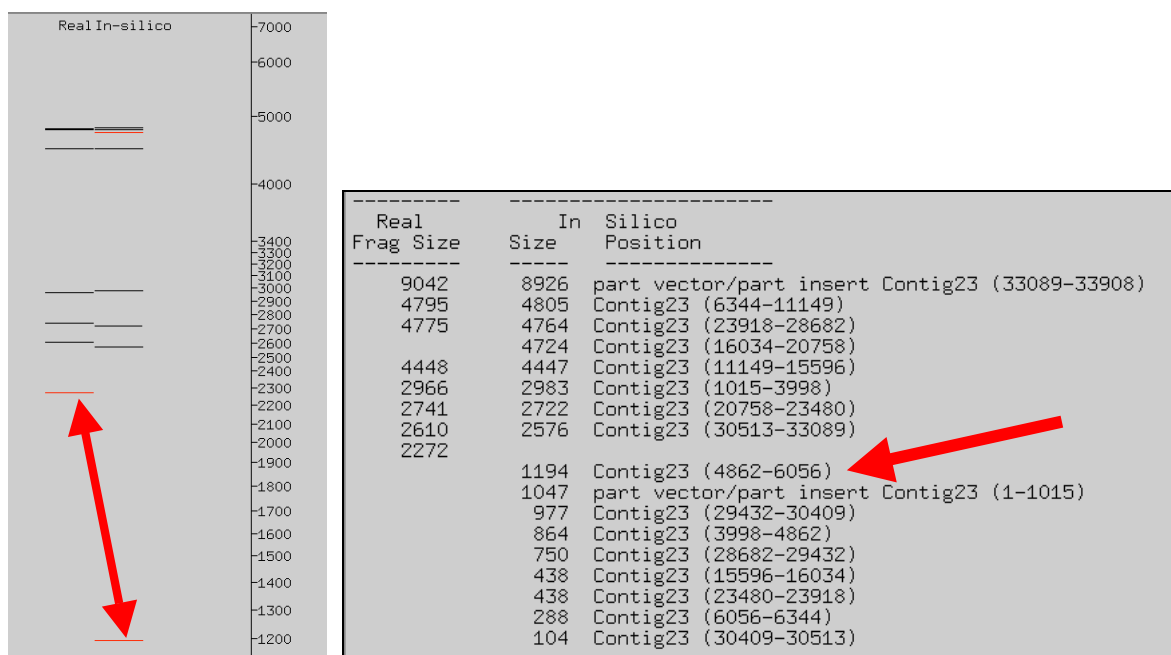 Real In-silico
7000
6000
5000
4000
3400
3300
3200
3100
3000
2900
2800
2700
2600
2500
2400
2300
2200
2100
2000
1900
1800
1700
1600
1500
1400
1300
1200
--------- ----------------------
Real In Silico
Frag Size Size Position
--------- ----- --------------
9042 8926 part vector/part insert Contig23 (33089-33908)
4795 4805 Contig23 (6344-11149)
4775 4764 Contig23 (23918-28682)
4724 Contig23 (16034-20758)
4448 4447 Contig23 (11149-15596)
2966 2983 Contig23 (1015-3998)
2741 2722 Contig23 (20758-23480)
2610 2576 Contig23 (30513-33089)
2272
1194 Contig23 (4862-6056)
1047 part vector/part insert Contig23 (1-1015)
977 Contig23 (29432-30409)
864 Contig23 (3998-4862)
750 Contig23 (28682-29432)
438 Contig23 (15596-16034)
438 Contig23 (23480-23918)
288 Contig23 (6056-6344)
104 Contig23 (30409-30513)